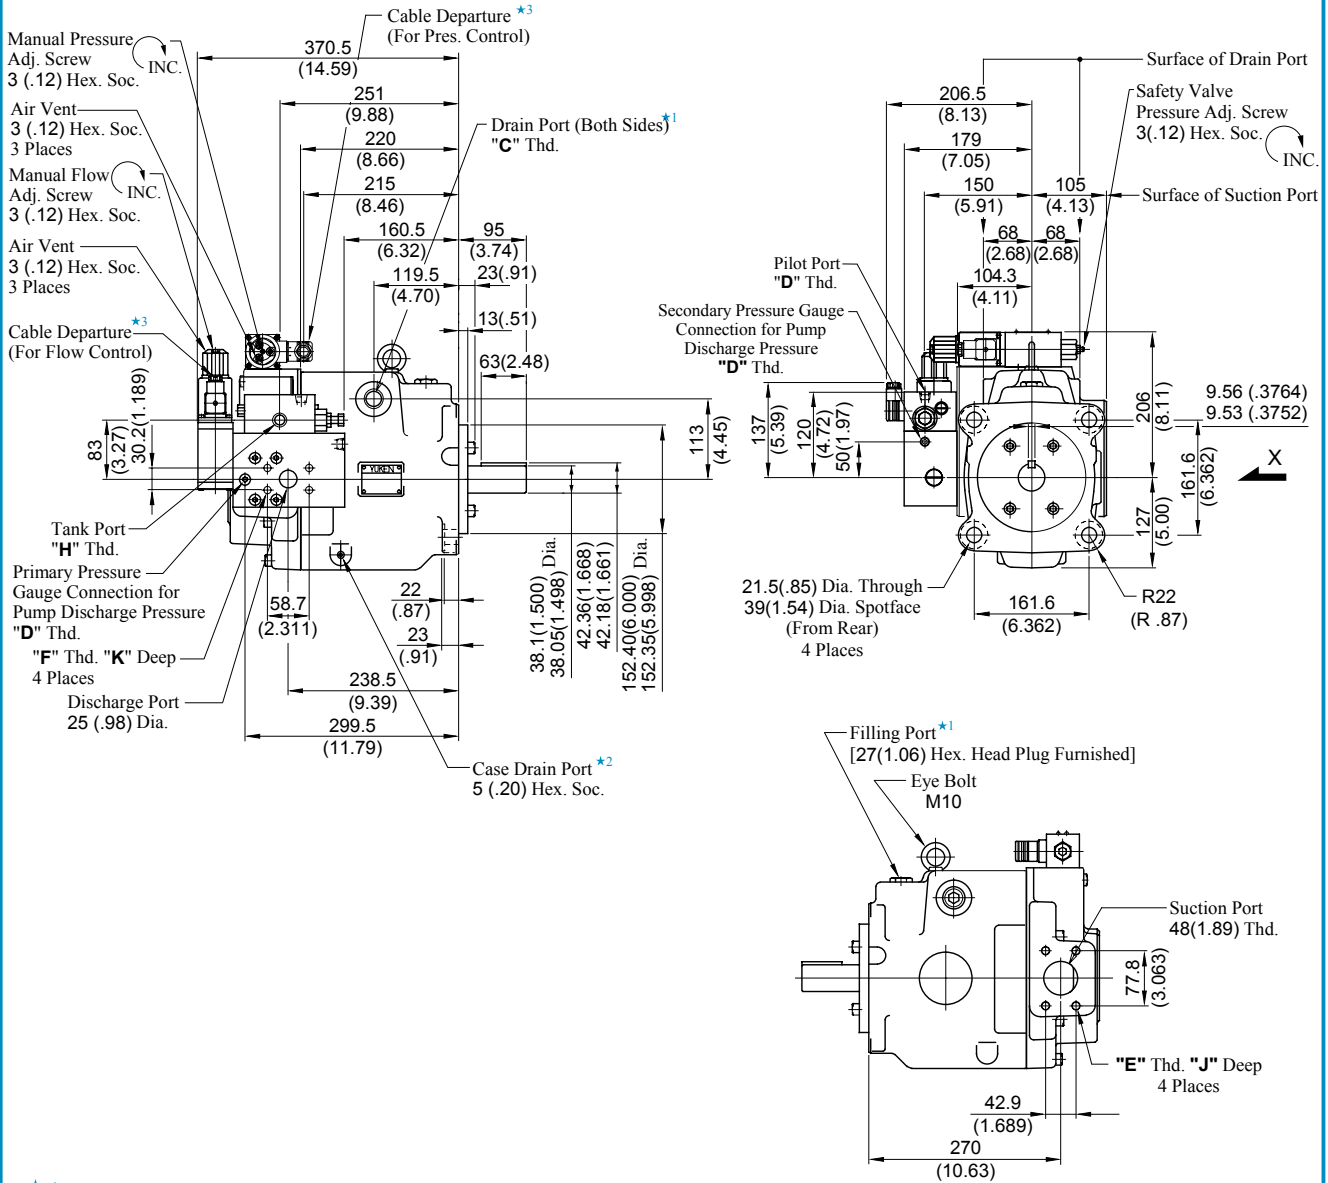 Cable Departure ★3
(For Pres. Control)
Manual Pressure
Adj. Screw
3 (.12) Hex. Soc.
INC.
370.5
(14.59)
Air Vent
3 (.12) Hex. Soc.
3 Places
251
(9.88)
Drain Port (Both Sides)★1
"C" Thd.
220
(8.66)
Manual Flow
Adj. Screw
3 (.12) Hex. Soc.
INC.
215
(8.46)
Air Vent
3 (.12) Hex. Soc.
3 Places
160.5
(6.32)
95
(3.74)
119.5
(4.70)
23(.91)
13(.51)
Cable Departure★3
(For Flow Control)
63(2.48)
83
(3.27)
30.2(1.189)
113
(4.45)
YUKEN
Tank Port
"H" Thd.
Primary Pressure
Gauge Connection for
Pump Discharge Pressure
"D" Thd.
"F" Thd. "K" Deep
4 Places
Discharge Port
25 (.98) Dia.
58.7
(2.311)
22
(.87)
23
(.91)
238.5
(9.39)
299.5
(11.79)
38.1(1.500)
38.05(1.498) Dia.
42.36(1.668)
42.18(1.661)
152.40(6.000)
152.35(5.998) Dia.
Case Drain Port ★2
5 (.20) Hex. Soc.
Surface of Drain Port
206.5
(8.13)
Safety Valve
Pressure Adj. Screw
3(.12) Hex. Soc.
INC.
179
(7.05)
150
(5.91)
105
(4.13)
Surface of Suction Port
68
(2.68)
68
(2.68)
Pilot Port
"D" Thd.
104.3
(4.11)
Secondary Pressure Gauge
Connection for Pump
Discharge Pressure
"D" Thd.
137
(5.39)
120
(4.72)
50(1.97)
206
(8.11)
9.56 (.3764)
9.53 (.3752)
161.6
(6.362)
X
127
(5.00)
21.5(.85) Dia. Through
39(1.54) Dia. Spotface
(From Rear)
4 Places
161.6
(6.362)
R22
(R .87)
Filling Port★1
[27(1.06) Hex. Head Plug Furnished]
Eye Bolt
M10
Suction Port
48(1.89) Thd.
77.8
(3.063)
"E" Thd. "J" Deep
4 Places
42.9
(1.689)
270
(10.63)